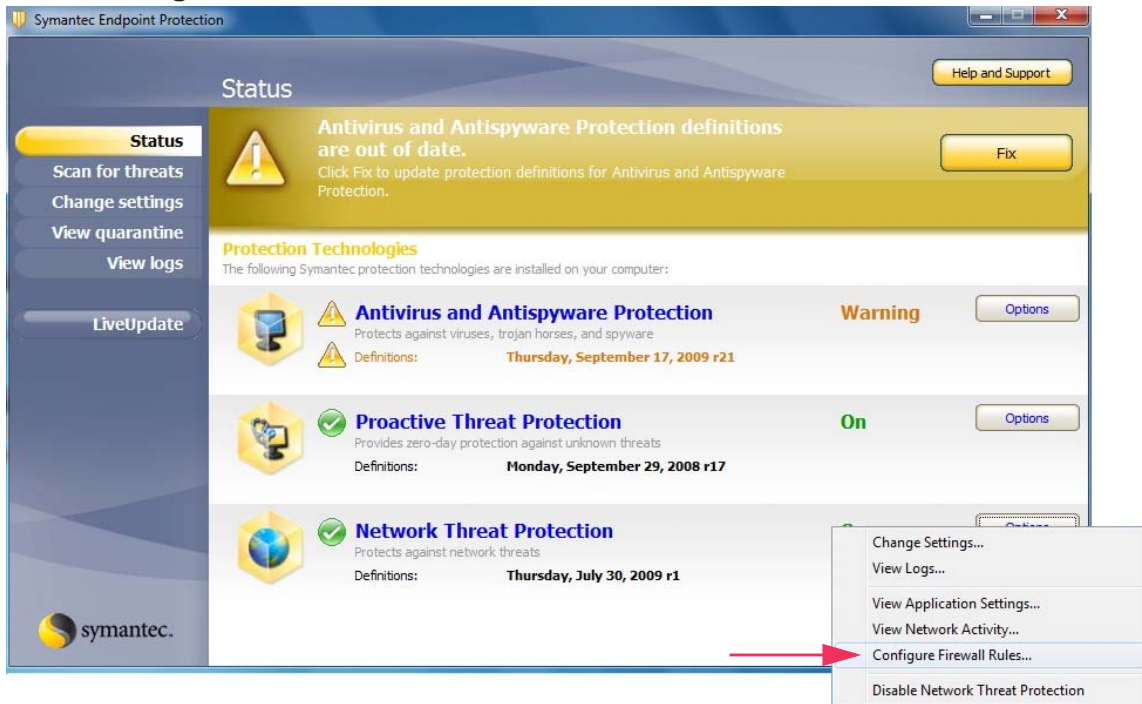 Symantec Endpoint Protection
Status
Help and Support
Status
Scan for threats
Change settings
View quarantine
View logs
LiveUpdate
Antivirus and Antispyware Protection definitions
are out of date.
Click Fix to update protection definitions for Antivirus and Antispyware
Protection.
Fix
Protection Technologies
The following Symantec protection technologies are installed on your computer:
Antivirus and Antispyware Protection
Warning
Options
Protects against viruses, trojan horses, and spyware
Definitions: Thursday, September 17, 2009 r21
Proactive Threat Protection
On
Options
Provides zero-day protection against unknown threats
Definitions: Monday, September 29, 2008 r17
Network Threat Protection
Protects against network threats
Definitions: Thursday, July 30, 2009 r1
Change Settings...
View Logs...
View Application Settings...
View Network Activity...
Configure Firewall Rules...
Disable Network Threat Protection
symantec.